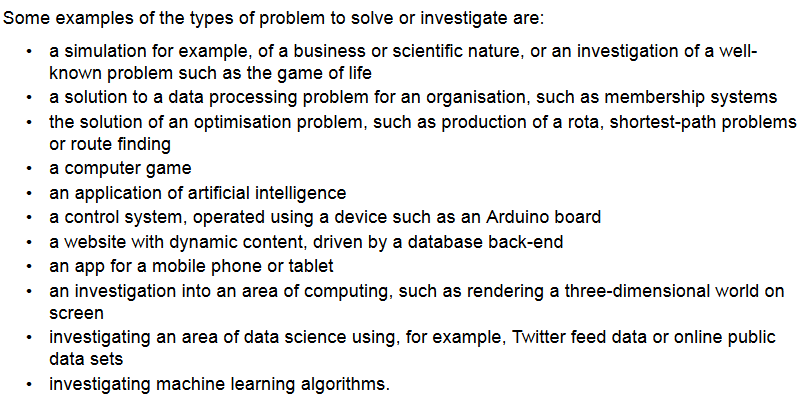 Some examples of the types of problem to solve or investigate are:
• a simulation for example, of a business or scientific nature, or an investigation of a well-
known problem such as the game of life
• a solution to a data processing problem for an organisation, such as membership systems
• the solution of an optimisation problem, such as production of a rota, shortest-path problems
or route finding
• a computer game
• an application of artificial intelligence
• a control system, operated using a device such as an Arduino board
• a website with dynamic content, driven by a database back-end
• an app for a mobile phone or tablet
• an investigation into an area of computing, such as rendering a three-dimensional world on
screen
• investigating an area of data science using, for example, Twitter feed data or online public
data sets
• investigating machine learning algorithms.